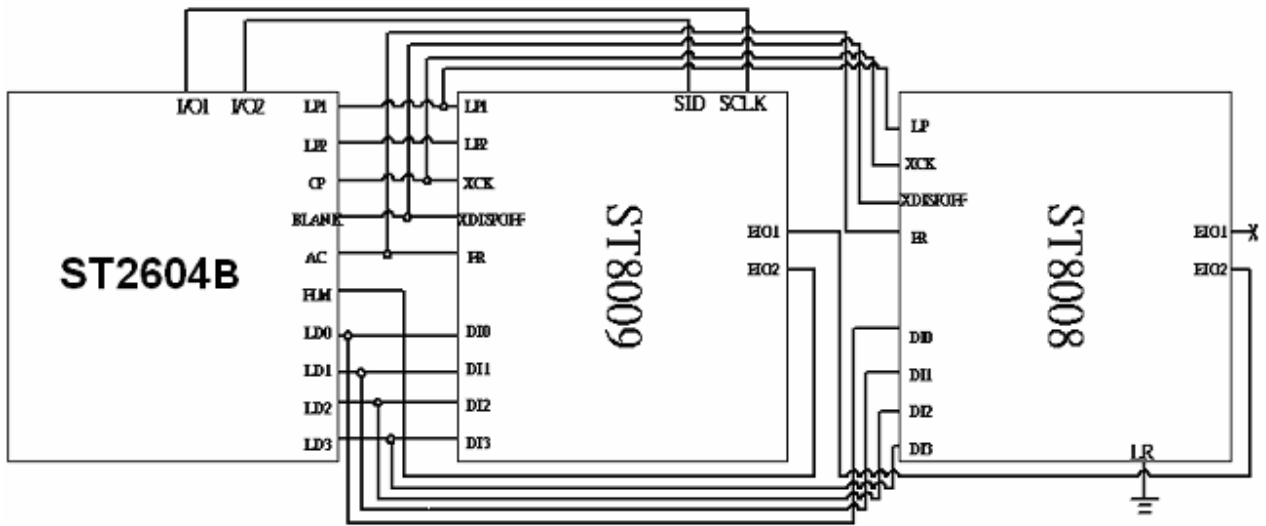 I/O1 I/O2 LP1
LP2
CP
BLANK
AC
FLM
LD0
LD1
LD2
LD3
ST2604B
SID SCLK
LP1
LP2
XCK
XDISPOFF
FR
DI0
DI1
DI2
DI3
ST8009
EIO1
EIO2
LP
XCK
XDISPOFF
FR
DI0
DI1
DI2
DI3
ST8008
EIO1
EIO2
LR